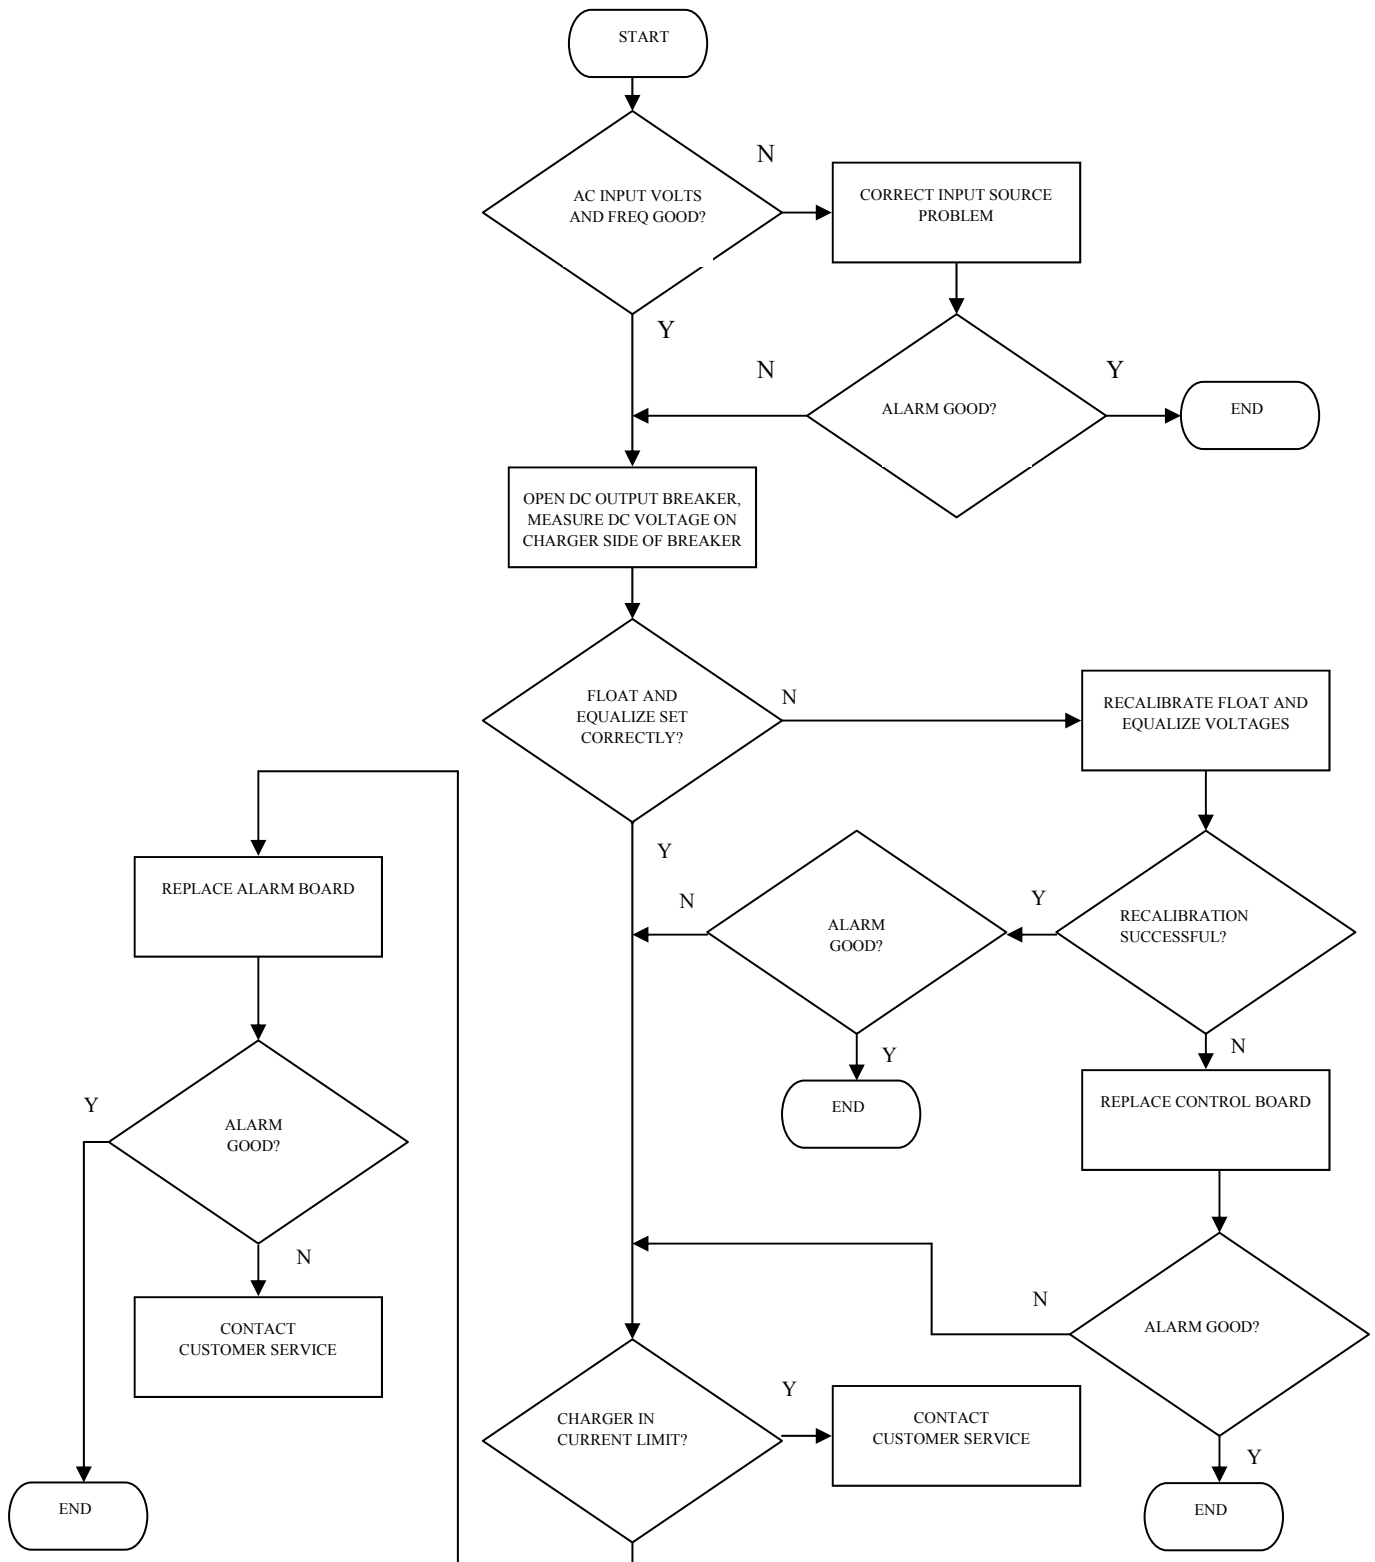 START
N
AC INPUT VOLTS
AND FREQ GOOD?
CORRECT INPUT SOURCE
PROBLEM
Y
N
Y
ALARM GOOD?
END
OPEN DC OUTPUT BREAKER,
MEASURE DC VOLTAGE ON
CHARGER SIDE OF BREAKER
FLOAT AND
EQUALIZE SET
CORRECTLY?
N
RECALIBRATE FLOAT AND
EQUALIZE VOLTAGES
Y
REPLACE ALARM BOARD
N
ALARM
GOOD?
Y
RECALIBRATION
SUCCESSFUL?
Y
N
END
REPLACE CONTROL BOARD
Y
ALARM
GOOD?
N
N
ALARM GOOD?
CONTACT
CUSTOMER SERVICE
Y
CHARGER IN
CURRENT LIMIT?
CONTACT
CUSTOMER SERVICE
Y
END
END